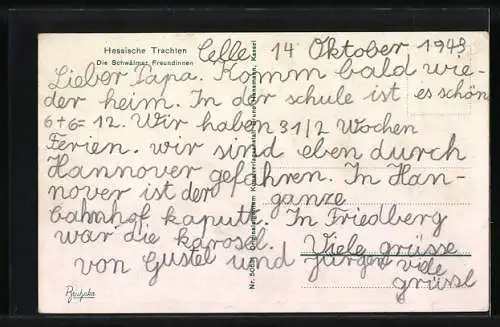 Hessische Trachten
Die Schwälmer Freundinnen
Celle 14 Oktober 1943
Lieber Papa. Komm bald wie-
der heim. In der schule ist es schön
6+6=12. Wir haben 3 1/2 Wochen
Ferien. wir sind eben durch
Hannover gefahren. In Han-
nover ist der ganze
bahnhof kaputt. In Friedberg
war die karosel. Viele grüsse
von Gustel und Jürgen viele
grüssl